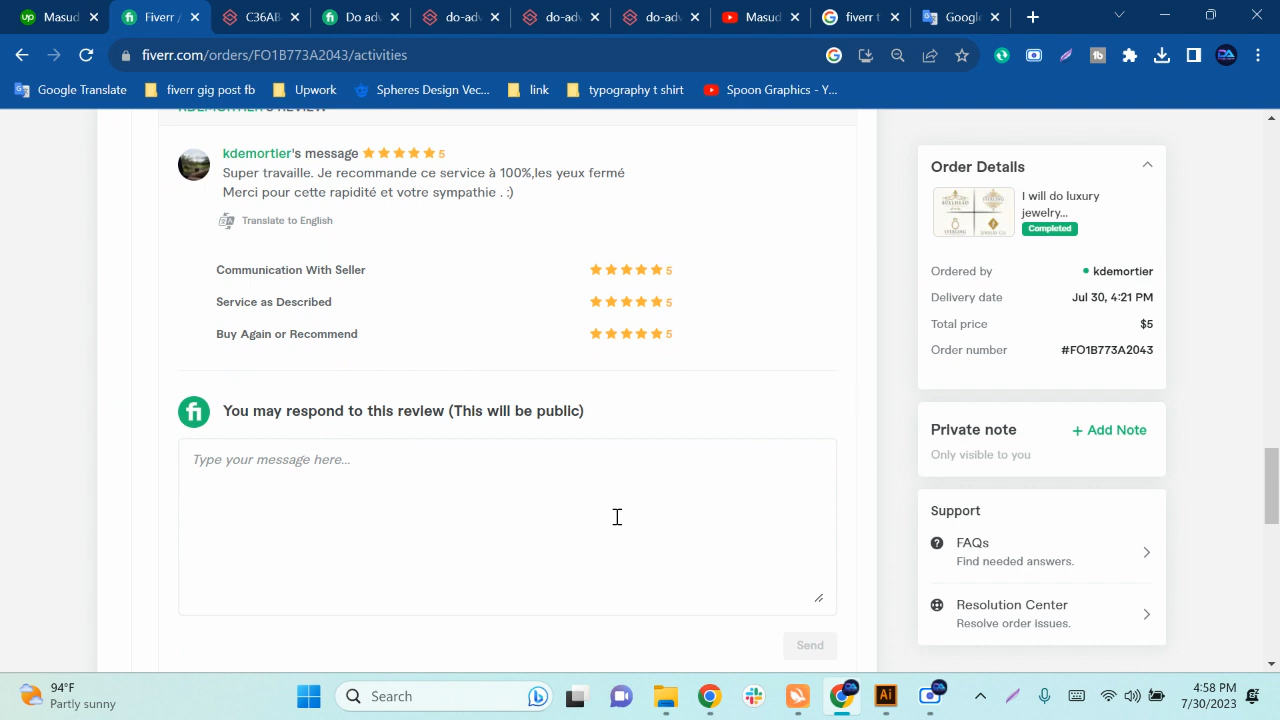 Masud
Fiverr /
C36AB
Do adv
do-adv
do-adv
do-adv
Masud
fiverr t
Google
fiverr.com/orders/FO1B773A2043/activities
Google Translate
fiverr gig post fb
Upwork
Spheres Design Vec...
link
typography t shirt
Spoon Graphics - Y...
KDEMORTIER'S REVIEW
kdemortier's message 5
Super travaille. Je recommande ce service à 100%,les yeux fermé
Merci pour cette rapidité et votre sympathie . :)
Translate to English
Communication With Seller 5
Service as Described 5
Buy Again or Recommend 5
You may respond to this review (This will be public)
Type your message here...
Send
Order Details
I will do luxury
jewelry...
Completed
Ordered by kdemortier
Delivery date Jul 30, 4:21 PM
Total price $5
Order number #FO1B773A2043
Private note + Add Note
Only visible to you
Support
FAQs
Find needed answers.
Resolution Center
Resolve order issues.
94°F
Partly sunny
Search
4:58 PM
7/30/2023